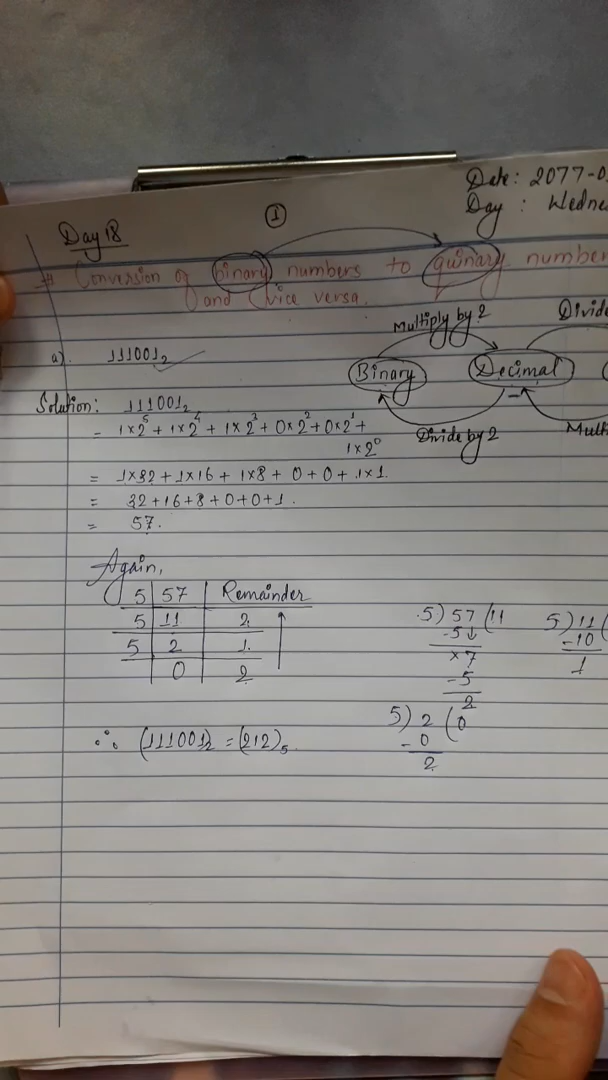 Date: 2077-0
Day: Wedne
Day 18
①
# Conversion of binary numbers to quinary number
and vice versa.
Multiply by 2
Divide
a) 111001₂
Binary
Decimal
Divide by 2
Mult
Solution: 111001₂
= 1×2⁵ + 1×2⁴ + 1×2³ + 0×2² + 0×2¹ +
1×2⁰
= 1×32 + 1×16 + 1×8 + 0 + 0 + 1×1.
= 32+16+8+0+0+1.
= 57.
Again,
5 | 57 | Remainder
5 | 11 | 2
5 | 2 | 1
0 | 2
5) 57 (11
-5↓
×7
-5
2
5) 11 (
-10
1
5) 2 (0
-0
2
∴ (111001)₂ = (212)₅